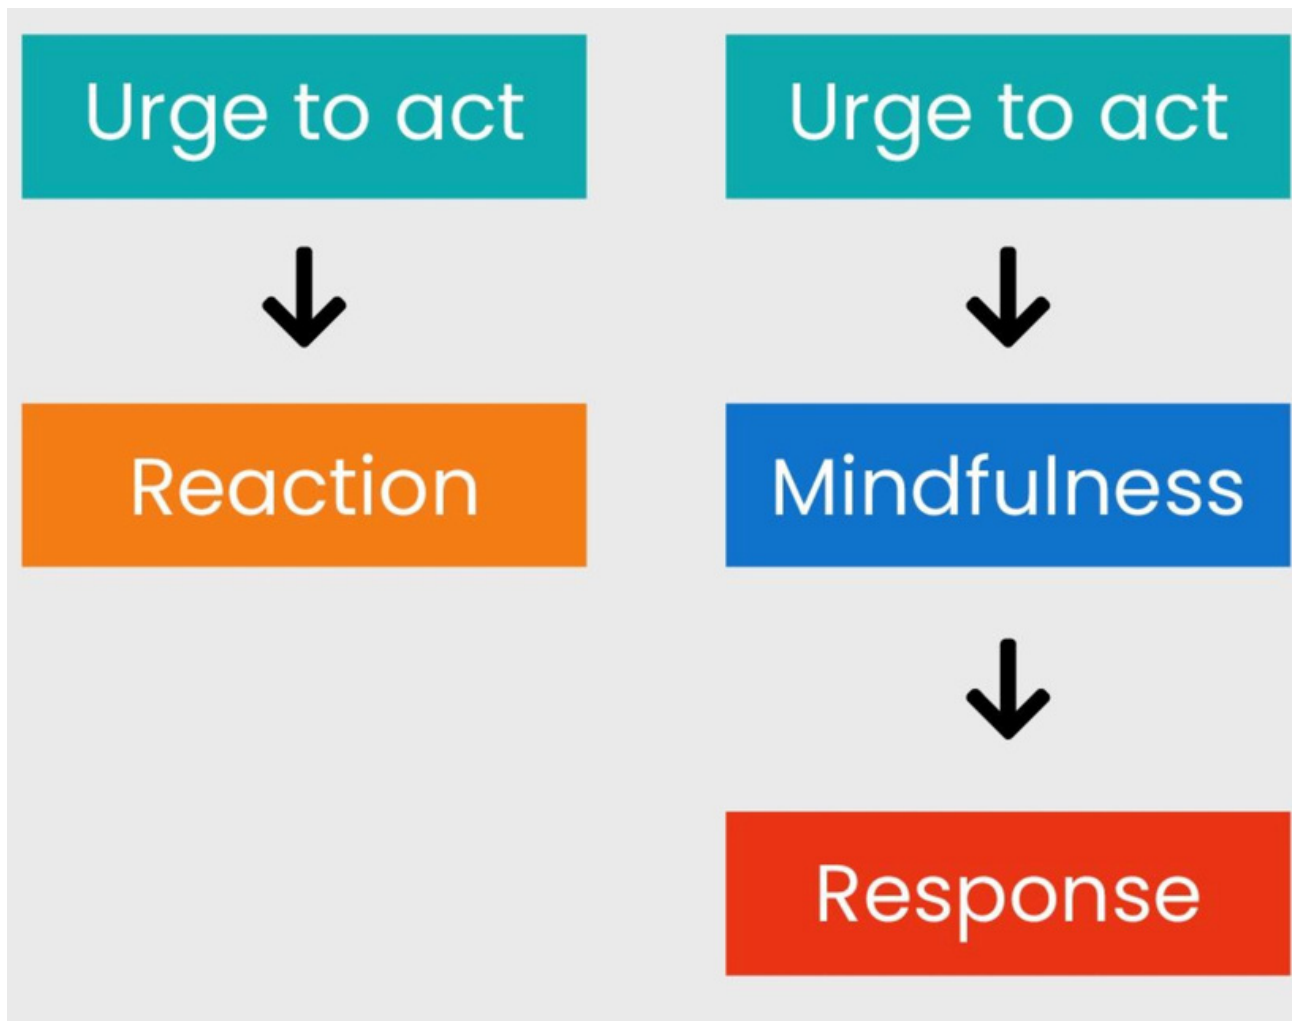 Urge to act
Reaction
Urge to act
Mindfulness
Response